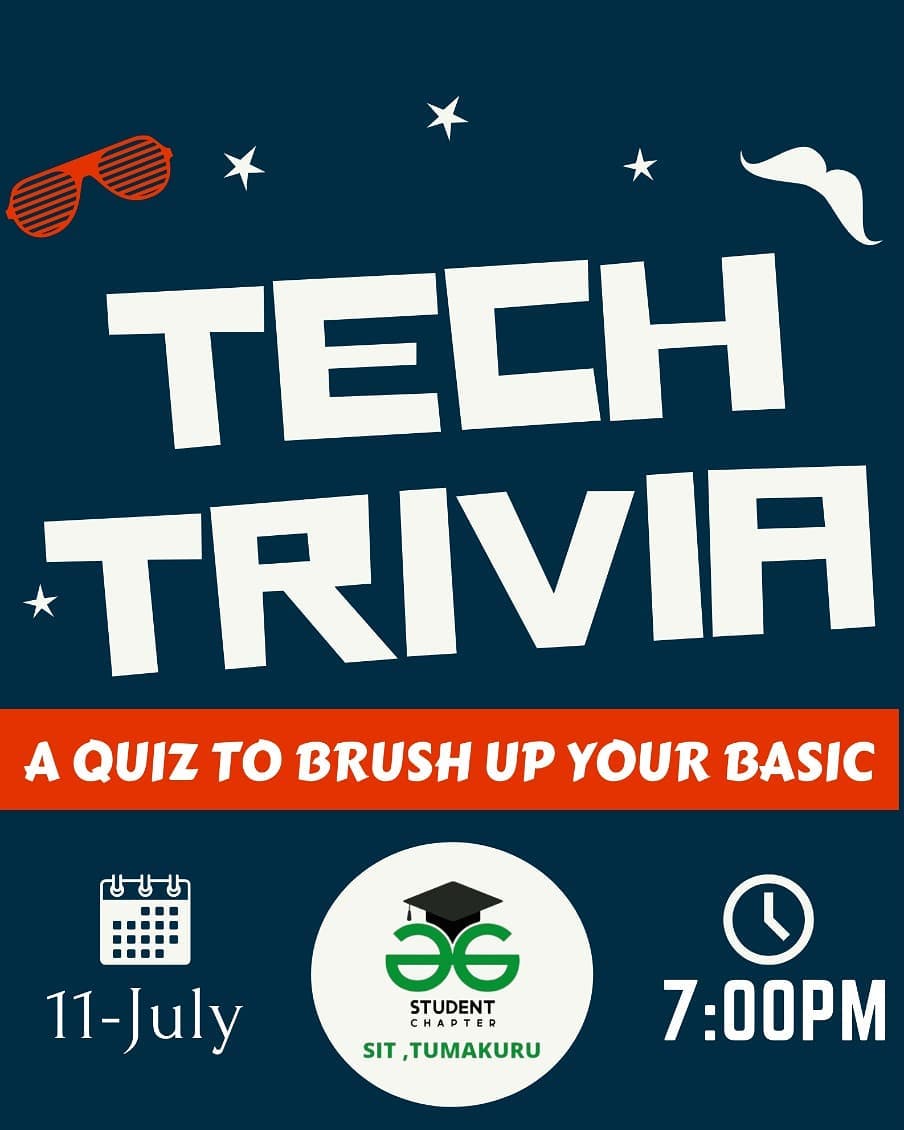 TECH
TRIVIA
A QUIZ TO BRUSH UP YOUR BASIC
11-July
STUDENT
CHAPTER
SIT ,TUMAKURU
7:00PM